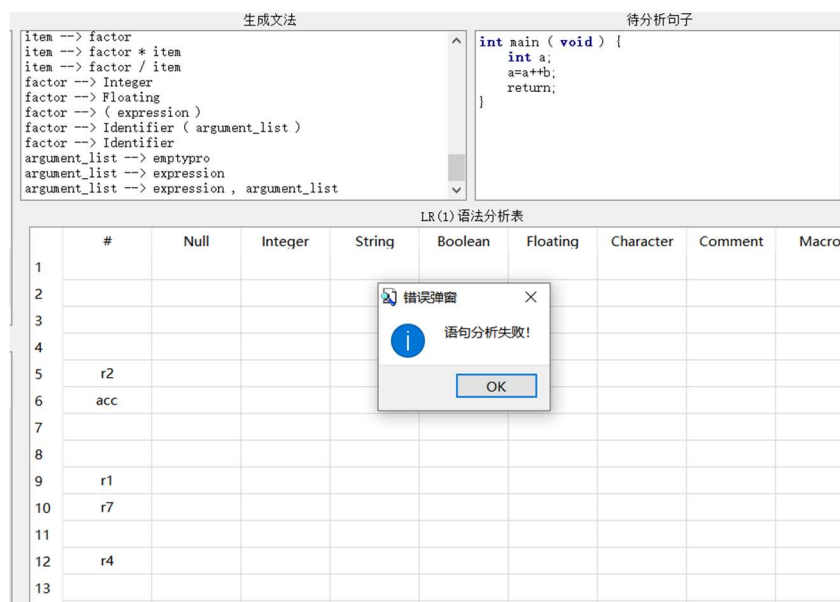 生成文法
待分析句子
item --> factor
item --> factor * item
item --> factor / item
factor --> Integer
factor --> Floating
factor --> ( expression )
factor --> Identifier ( argument_list )
factor --> Identifier
argument_list --> emptypro
argument_list --> expression
argument_list --> expression , argument_list
int main ( void ) {
int a;
a=a++b;
return;
}
LR(1)语法分析表
# Null Integer String Boolean Floating Character Comment Macro
1
2
3
4
5 r2
6 acc
7
8
9 r1
10 r7
11
12 r4
13
错误弹窗
语句分析失败!
OK